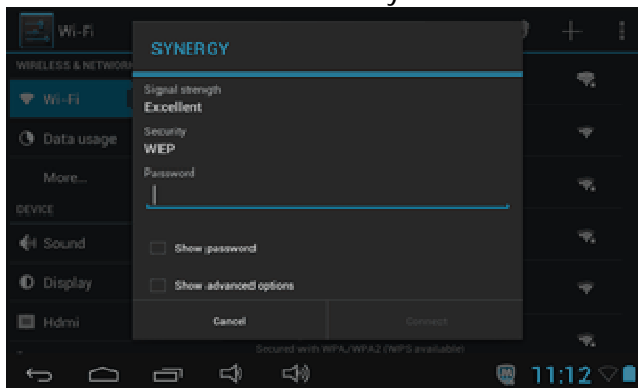 Wi-Fi
SYNERGY
WIRELESS & NETWOR
Signal strength
Excellent
Wi-Fi
Security
WEP
Data usage
Password
More...
DEVICE
Sound
Show password
Display
Show advanced options
Hdmi
Cancel
Connect
Secured with WPA/WPA2 (WPS available)
11:12